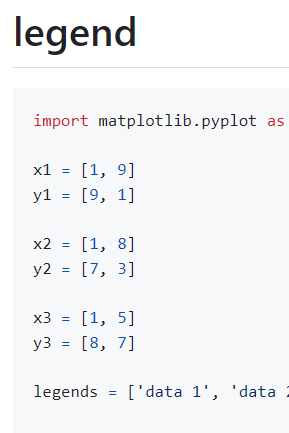 legend
import matplotlib.pyplot as
x1 = [1, 9]
y1 = [9, 1]
x2 = [1, 8]
y2 = [7, 3]
x3 = [1, 5]
y3 = [8, 7]
legends = ['data 1', 'data 2